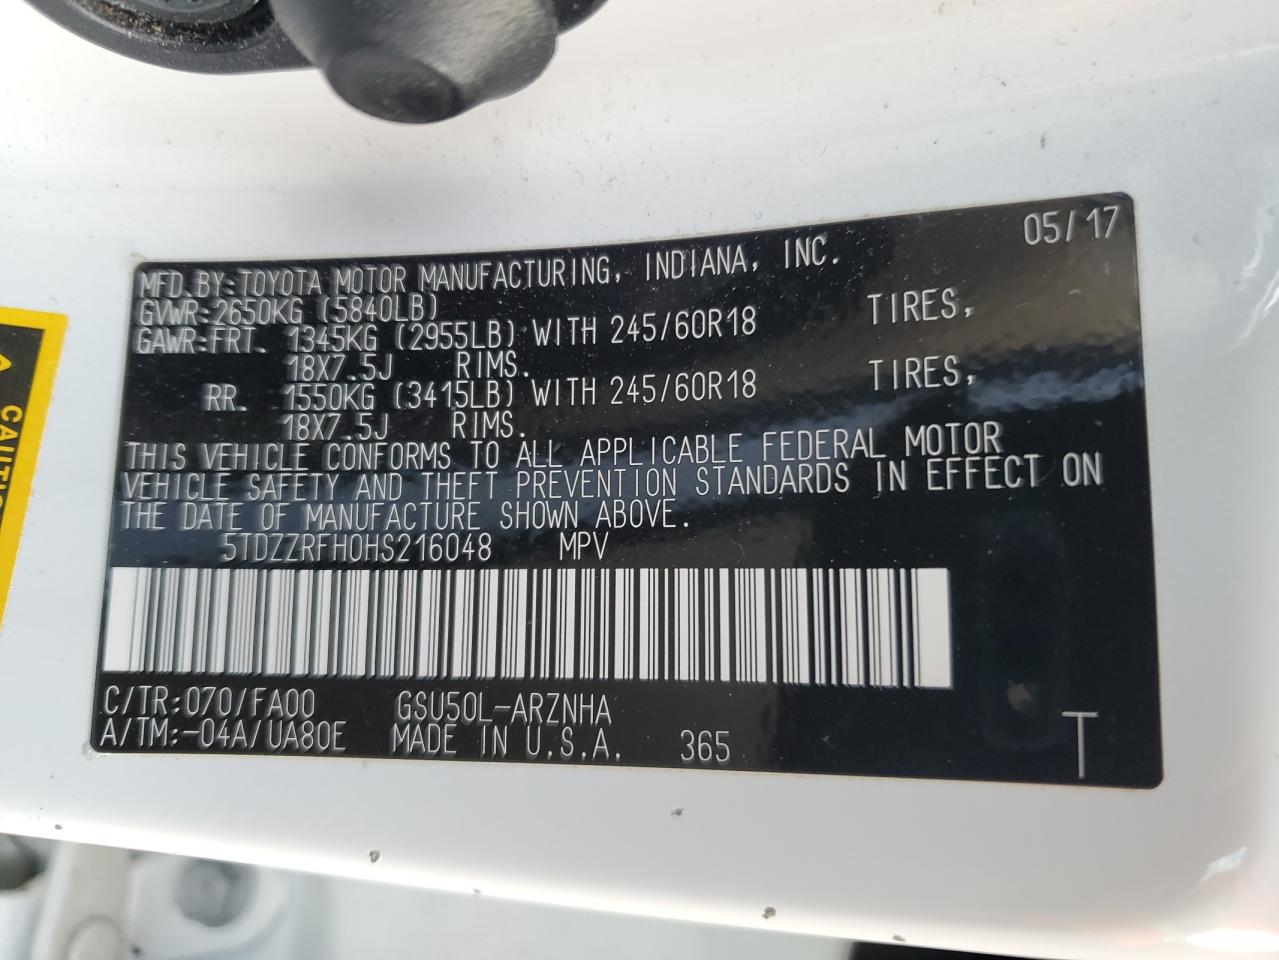 05/17
MFD.BY:TOYOTA MOTOR MANUFACTURING, INDIANA, INC.
GVWR:2650KG (5840LB)
GAWR:FRT. 1345KG (2955LB) WITH 245/60R18 TIRES,
18X7.5J RIMS.
RR. 1550KG (3415LB) WITH 245/60R18 TIRES,
18X7.5J RIMS.
THIS VEHICLE CONFORMS TO ALL APPLICABLE FEDERAL MOTOR
VEHICLE SAFETY AND THEFT PREVENTION STANDARDS IN EFFECT ON
THE DATE OF MANUFACTURE SHOWN ABOVE.
5TDZZRFH0HS216048 MPV
C/TR:070/FA00 GSU50L-ARZNHA
A/TM:-04A/UA80E MADE IN U.S.A. 365
T